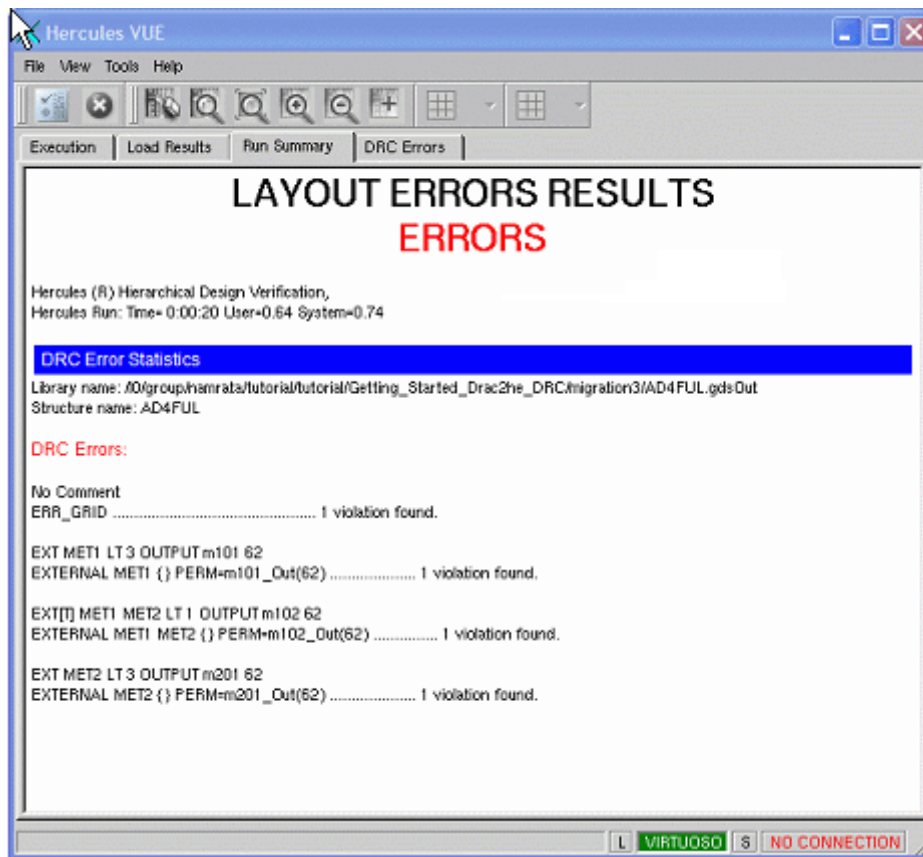 Hercules VUE
File View Tools Help
Execution Load Results Run Summary DRC Errors
LAYOUT ERRORS RESULTS
ERRORS
Hercules (R) Hierarchical Design Verification,
Hercules Run: Time= 0:00:20 User=0.64 System=0.74
DRC Error Statistics
Library name: /l0/group/namrata/tutorial/tutorial/Getting_Started_Drac2he_DRC/migration3/AD4FUL.gdsOut
Structure name: AD4FUL
DRC Errors:
No Comment
ERR_GRID ................................................ 1 violation found.
EXT MET1 LT 3 OUTPUT m101 62
EXTERNAL MET1 {} PERM=m101_Out(62) ..................... 1 violation found.
EXT[T] MET1 MET2 LT 1 OUTPUT m102 62
EXTERNAL MET1 MET2 {} PERM=m102_Out(62) ............... 1 violation found.
EXT MET2 LT 3 OUTPUT m201 62
EXTERNAL MET2 {} PERM=m201_Out(62) ..................... 1 violation found.
L VIRTUOSO S NO CONNECTION